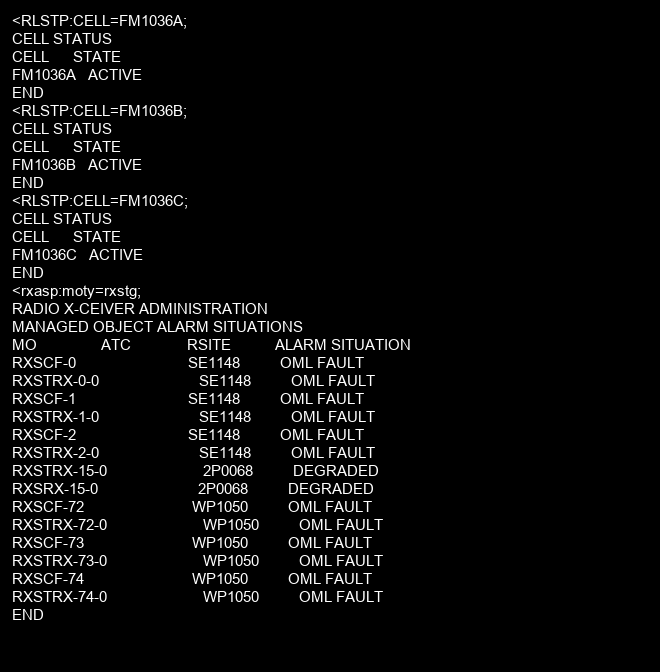 <RLSTP:CELL=FM1036A;
CELL STATUS
CELL STATE
FM1036A ACTIVE
END
<RLSTP:CELL=FM1036B;
CELL STATUS
CELL STATE
FM1036B ACTIVE
END
<RLSTP:CELL=FM1036C;
CELL STATUS
CELL STATE
FM1036C ACTIVE
END
<rxasp:moty=rxstg;
RADIO X-CEIVER ADMINISTRATION
MANAGED OBJECT ALARM SITUATIONS
MO ATC RSITE ALARM SITUATION
RXSCF-0 SE1148 OML FAULT
RXSTRX-0-0 SE1148 OML FAULT
RXSCF-1 SE1148 OML FAULT
RXSTRX-1-0 SE1148 OML FAULT
RXSCF-2 SE1148 OML FAULT
RXSTRX-2-0 SE1148 OML FAULT
RXSTRX-15-0 2P0068 DEGRADED
RXSRX-15-0 2P0068 DEGRADED
RXSCF-72 WP1050 OML FAULT
RXSTRX-72-0 WP1050 OML FAULT
RXSCF-73 WP1050 OML FAULT
RXSTRX-73-0 WP1050 OML FAULT
RXSCF-74 WP1050 OML FAULT
RXSTRX-74-0 WP1050 OML FAULT
END